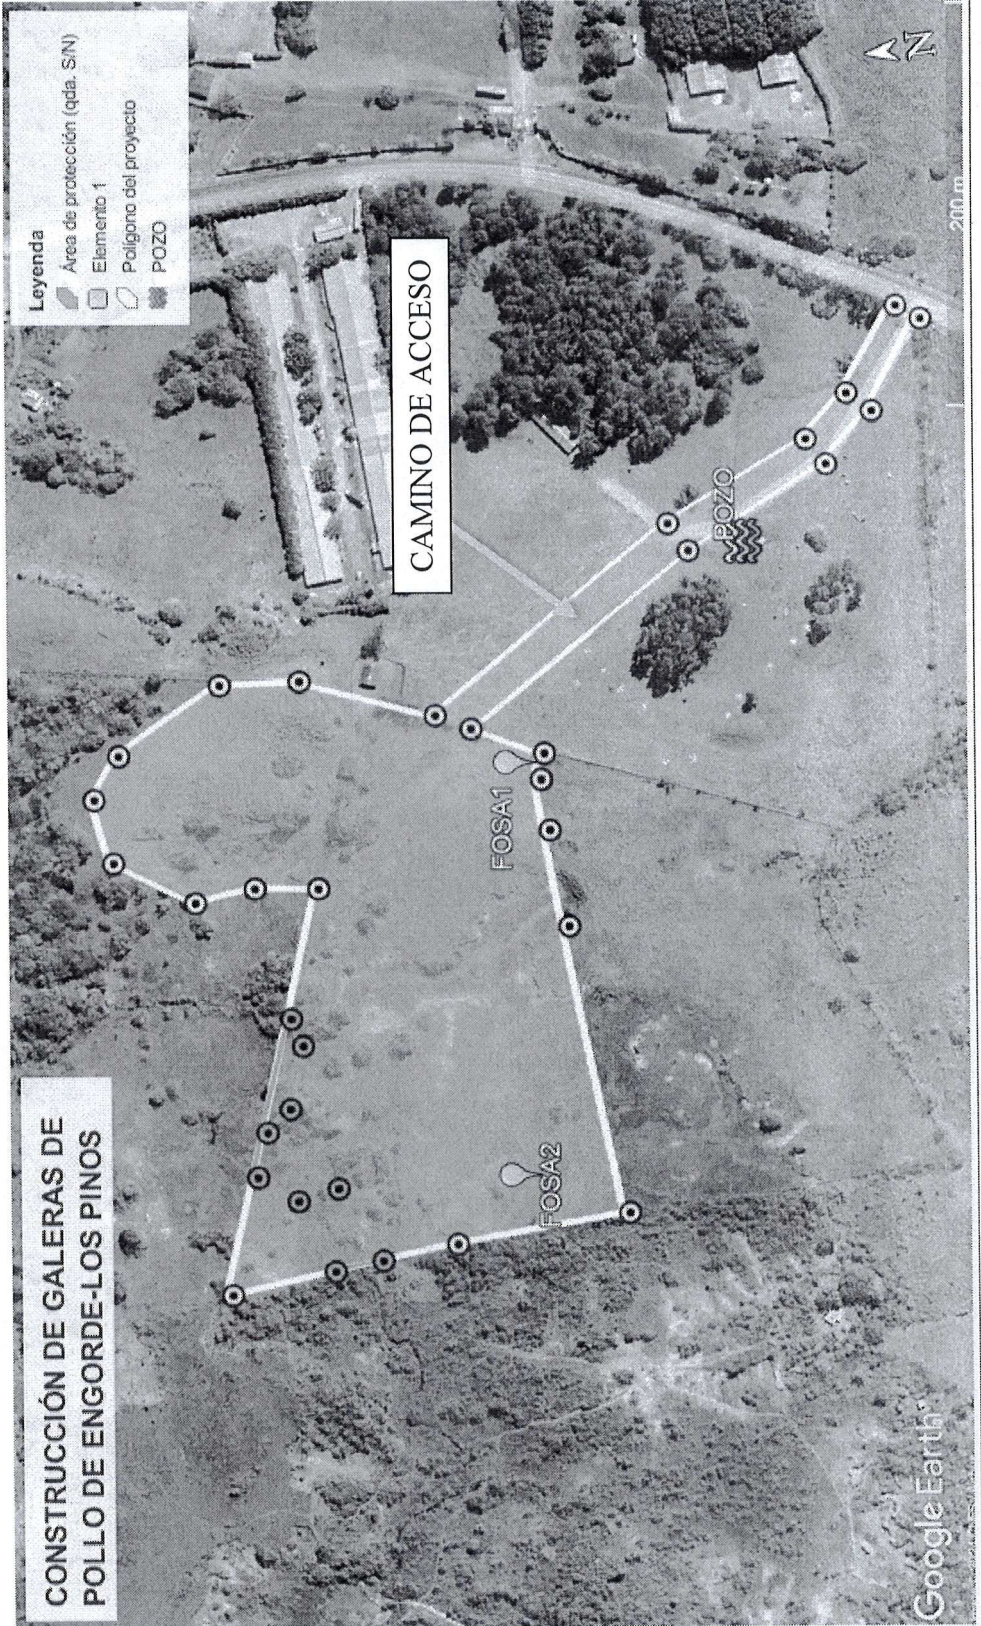 CONSTRUCCIÓN DE GALERAS DE
POLLO DE ENGORDE-LOS PINOS
Leyenda
Área de protección (qda. S/N)
Elemento 1
Polígono del proyecto
POZO
CAMINO DE ACCESO
FOSA1
FOSA2
POZO
Google Earth
200 m
N